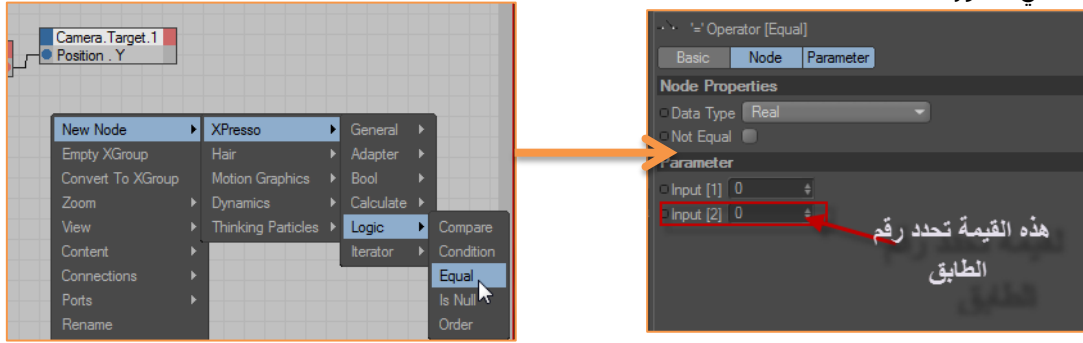 Camera.Target.1
Position . Y
New Node
Empty XGroup
Convert To XGroup
Zoom
View
Content
Connections
Ports
Rename
XPresso
Hair
Motion Graphics
Dynamics
Thinking Particles
General
Adapter
Bool
Calculate
Logic
Iterator
Compare
Condition
Equal
Is Null
Order
'=' Operator [Equal]
Basic Node Parameter
Node Properties
Data Type Real
Not Equal
Parameter
Input [1] 0
Input [2] 0
هذه القيمة تحدد رقم
الطابق